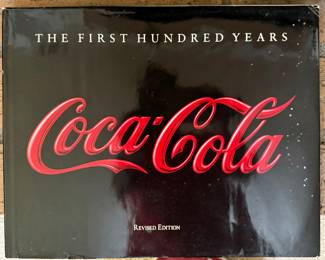 THE FIRST HUNDRED YEARS
Coca-Cola
REVISED EDITION